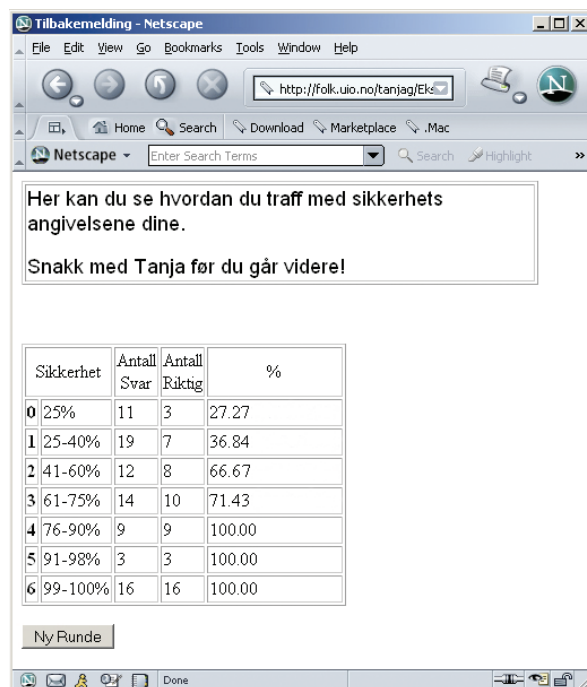 Tilbakemelding - Netscape
File Edit View Go Bookmarks Tools Window Help
http://folk.uio.no/tanjag/Eks
Home Search Download Marketplace .Mac
Netscape Enter Search Terms Search Highlight »
Her kan du se hvordan du traff med sikkerhets
angivelsene dine.
Snakk med Tanja før du går videre!
Sikkerhet Antall Svar Antall Riktig %
0 25% 11 3 27.27
1 25-40% 19 7 36.84
2 41-60% 12 8 66.67
3 61-75% 14 10 71.43
4 76-90% 9 9 100.00
5 91-98% 3 3 100.00
6 99-100% 16 16 100.00
Ny Runde
Done